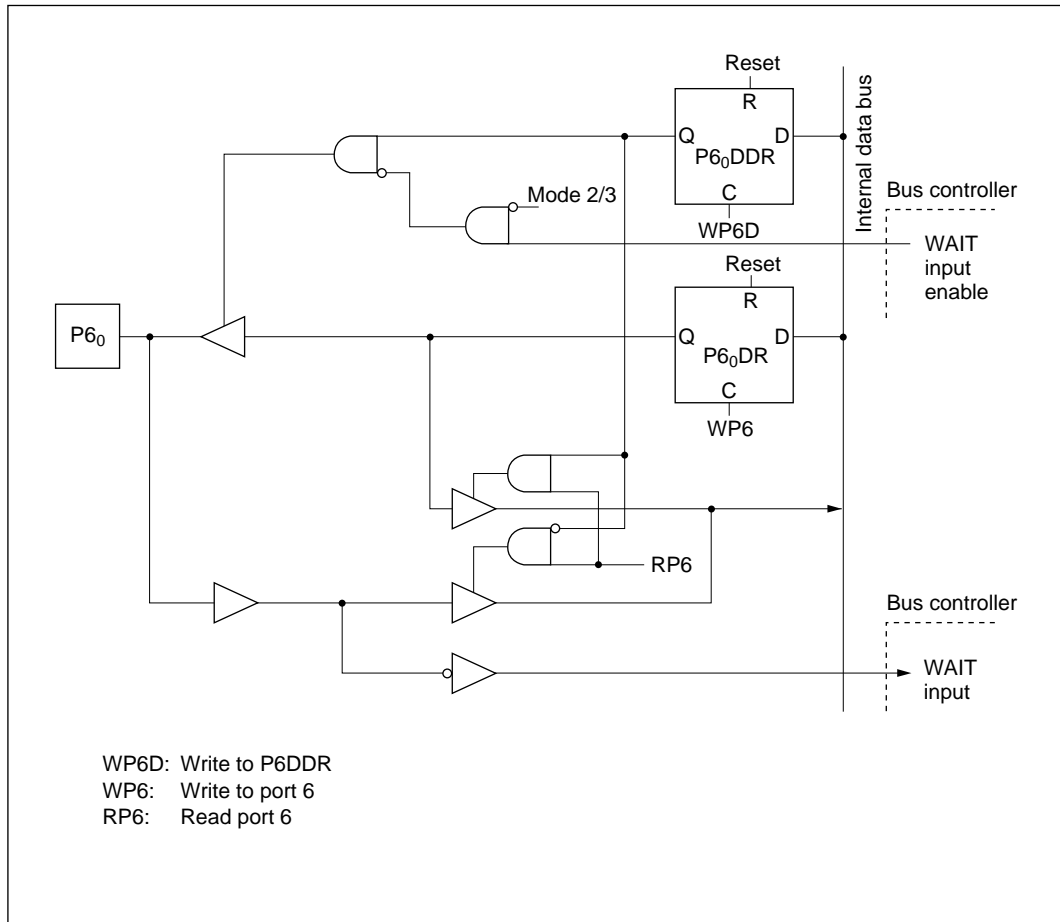 Reset
R
Q D
P6₀DDR
C
WP6D
Internal data bus
Mode 2/3
Bus controller
WAIT
input
enable
Reset
R
Q D
P6₀DR
C
WP6
P6₀
RP6
Bus controller
WAIT
input
WP6D: Write to P6DDR
WP6: Write to port 6
RP6: Read port 6